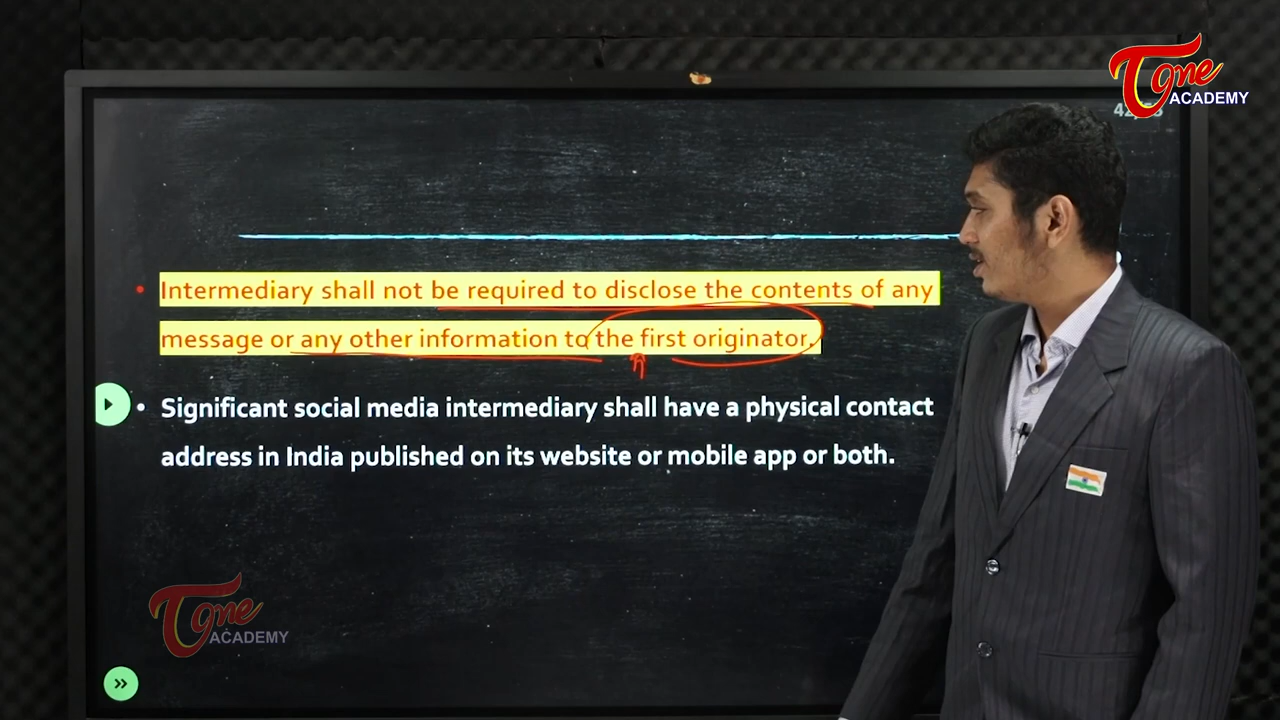 Tone
ACADEMY
Intermediary shall not be required to disclose the contents of any
message or any other information to the first originator.
Significant social media intermediary shall have a physical contact
address in India published on its website or mobile app or both.
Tone
ACADEMY